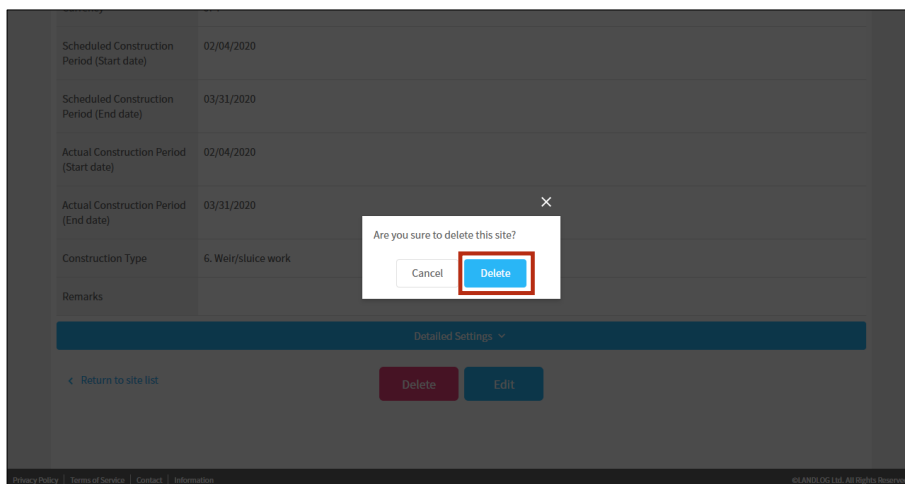 Scheduled Construction
Period (Start date)
02/04/2020
Scheduled Construction
Period (End date)
03/31/2020
Actual Construction Period
(Start date)
02/04/2020
Actual Construction Period
(End date)
03/31/2020
Construction Type
6. Weir/sluice work
Remarks
Are you sure to delete this site?
Cancel
Delete
Detailed Settings
Return to site list
Delete
Edit
Privacy Policy | Terms of Service | Contact | Information
©LANDLOG Ltd. All Rights Reserved